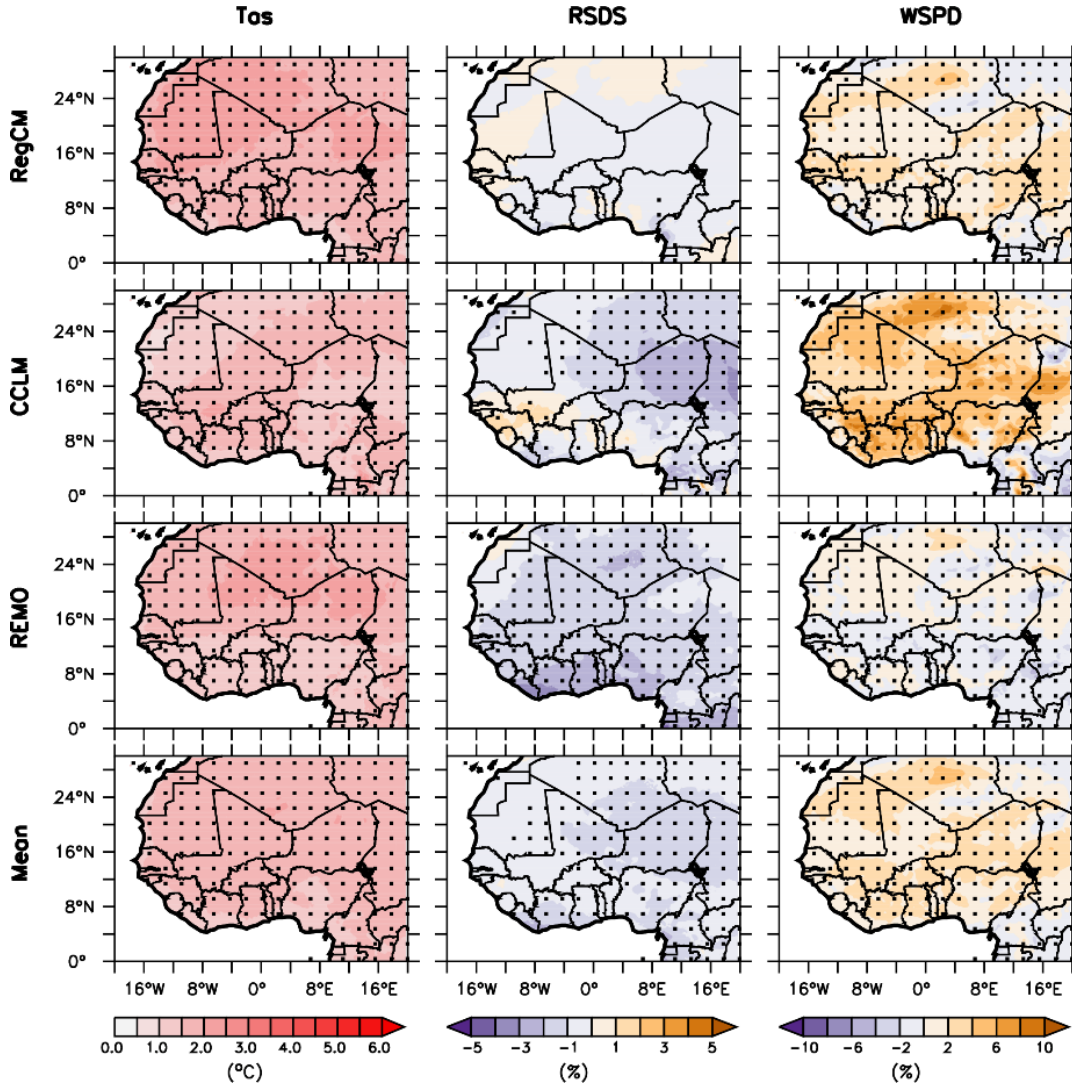 Tas RSDS WSPD
RegCM
24°N
16°N
8°N
0°
CCLM
24°N
16°N
8°N
0°
REMO
24°N
16°N
8°N
0°
Mean
24°N
16°N
8°N
0°
16°W 8°W 0° 8°E 16°E 16°W 8°W 0° 8°E 16°E 16°W 8°W 0° 8°E 16°E
0.0 1.0 2.0 3.0 4.0 5.0 6.0 -5 -3 -1 1 3 5 -10 -6 -2 2 6 10
(°C) (%) (%)